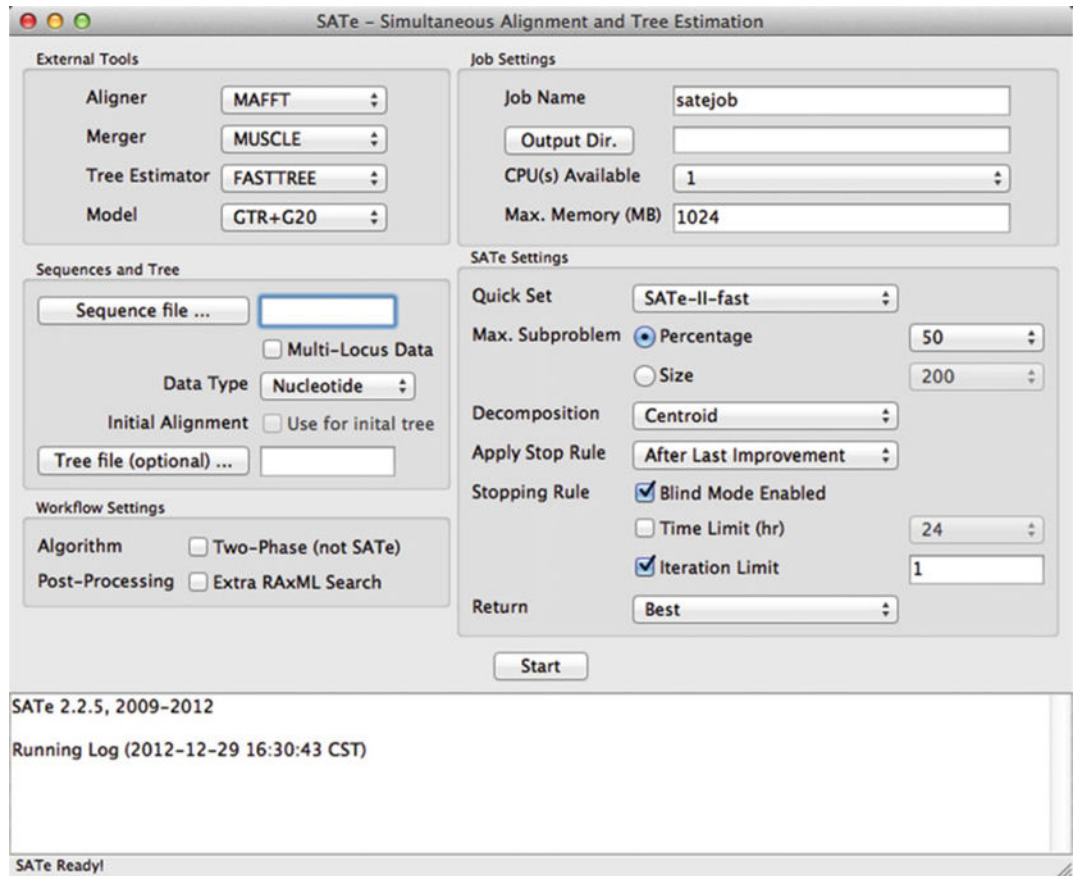 SATe - Simultaneous Alignment and Tree Estimation
External Tools
Aligner MAFFT
Merger MUSCLE
Tree Estimator FASTTREE
Model GTR+G20
Sequences and Tree
Sequence file ...
Multi-Locus Data
Data Type Nucleotide
Initial Alignment Use for inital tree
Tree file (optional) ...
Workflow Settings
Algorithm Two-Phase (not SATe)
Post-Processing Extra RAxML Search
Job Settings
Job Name satejob
Output Dir.
CPU(s) Available 1
Max. Memory (MB) 1024
SATe Settings
Quick Set SATe-II-fast
Max. Subproblem Percentage 50
Size 200
Decomposition Centroid
Apply Stop Rule After Last Improvement
Stopping Rule Blind Mode Enabled
Time Limit (hr) 24
Iteration Limit 1
Return Best
Start
SATe 2.2.5, 2009-2012
Running Log (2012-12-29 16:30:43 CST)
SATe Ready!